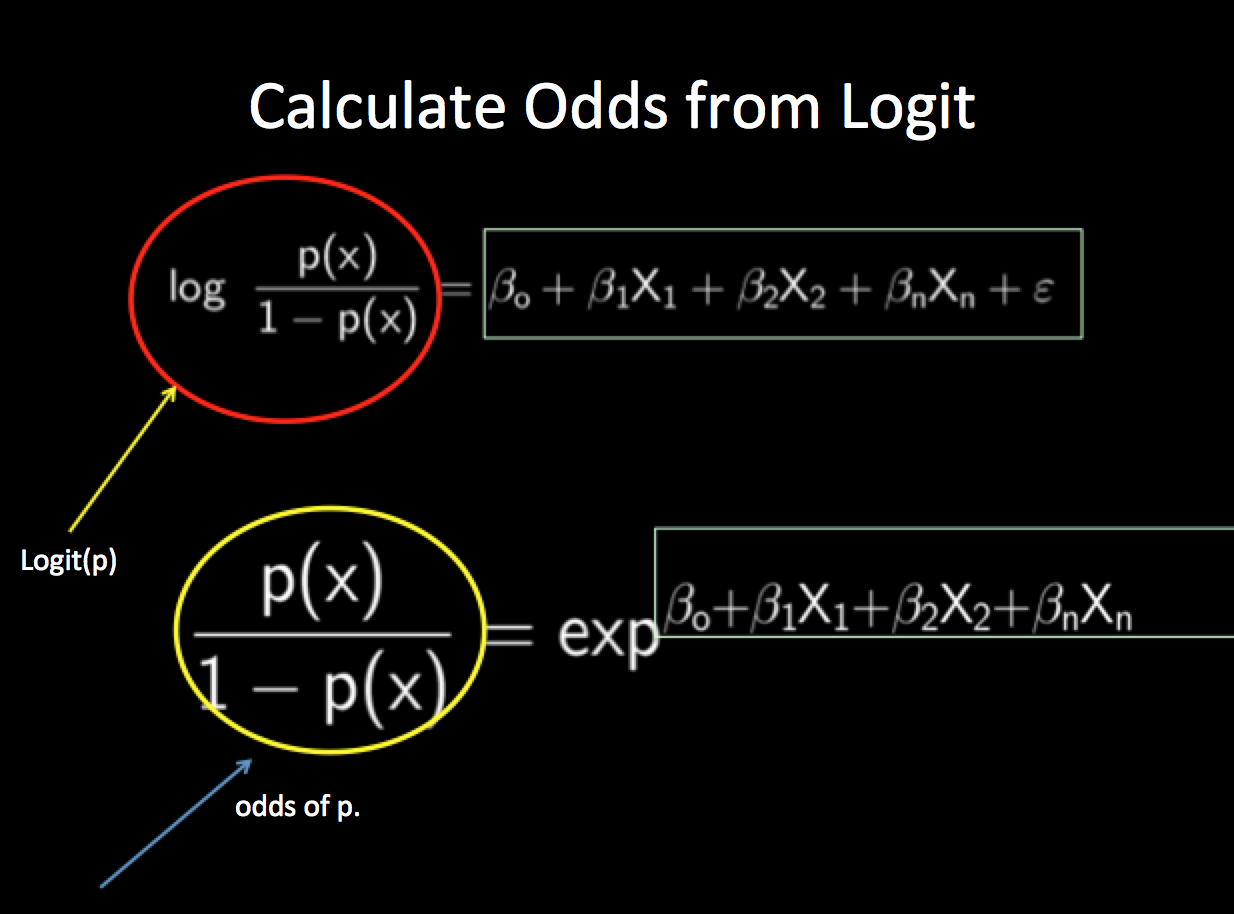 Calculate Odds from Logit
log p(x) / 1 − p(x) = β₀ + β₁X₁ + β₂X₂ + βₙXₙ + ε
Logit(p)
p(x) / 1 − p(x) = exp^β₀+β₁X₁+β₂X₂+βₙXₙ
odds of p.